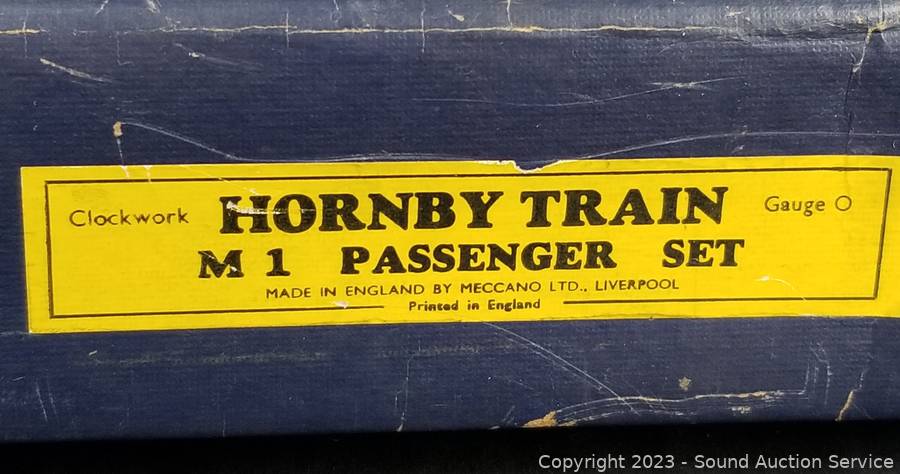 Clockwork HORNBY TRAIN Gauge O
M 1 PASSENGER SET
MADE IN ENGLAND BY MECCANO LTD., LIVERPOOL
Printed in England
Copyright 2023 - Sound Auction Service